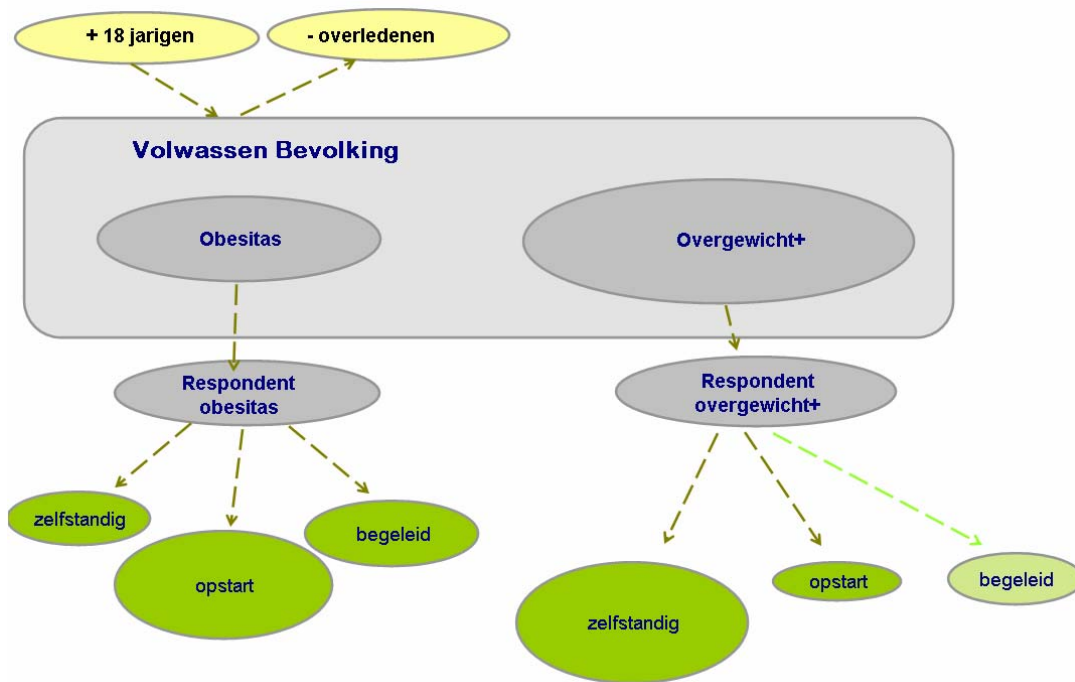 + 18 jarigen
- overledenen
Volwassen Bevolking
Obesitas
Overgewicht+
Respondent
obesitas
Respondent
overgewicht+
zelfstandig
opstart
begeleid
zelfstandig
opstart
begeleid